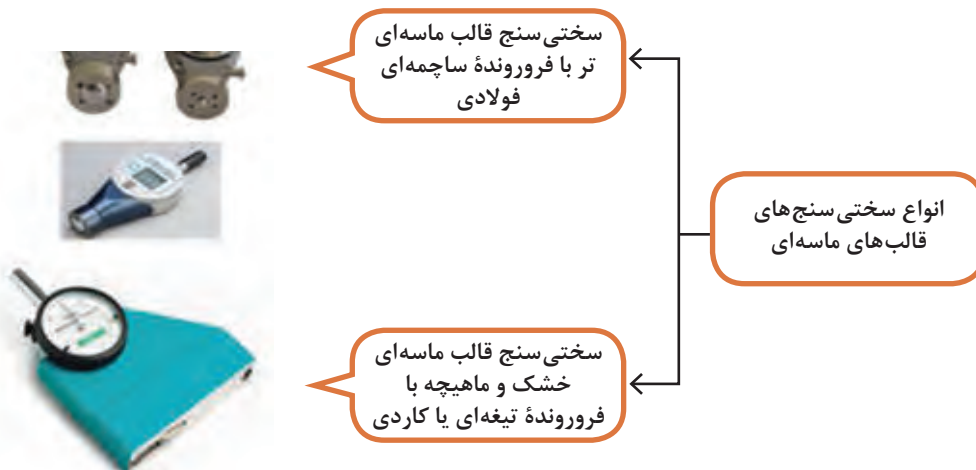 انواع سختی‌سنج‌های
قالب‌های ماسه‌ای
سختی‌سنج قالب ماسه‌ای
تر با فروروندهٔ ساچمه‌ای
فولادی
سختی‌سنج قالب ماسه‌ای
خشک و ماهیچه با
فروروندهٔ تیغه‌ای یا کاردی